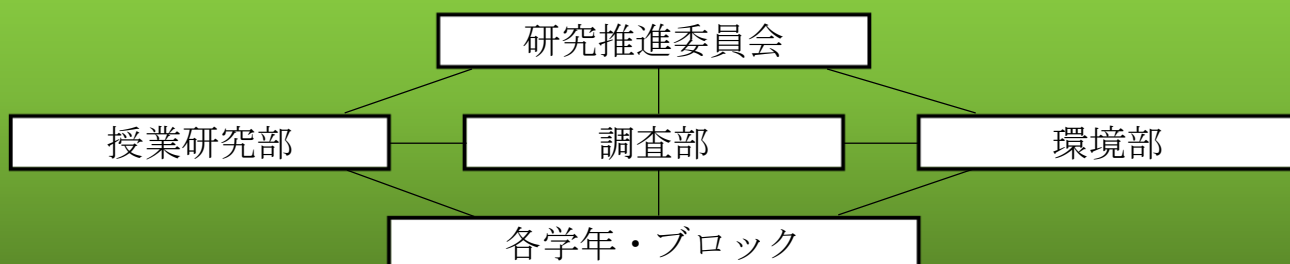 研究推進委員会
授業研究部
調査部
環境部
各学年・ブロック